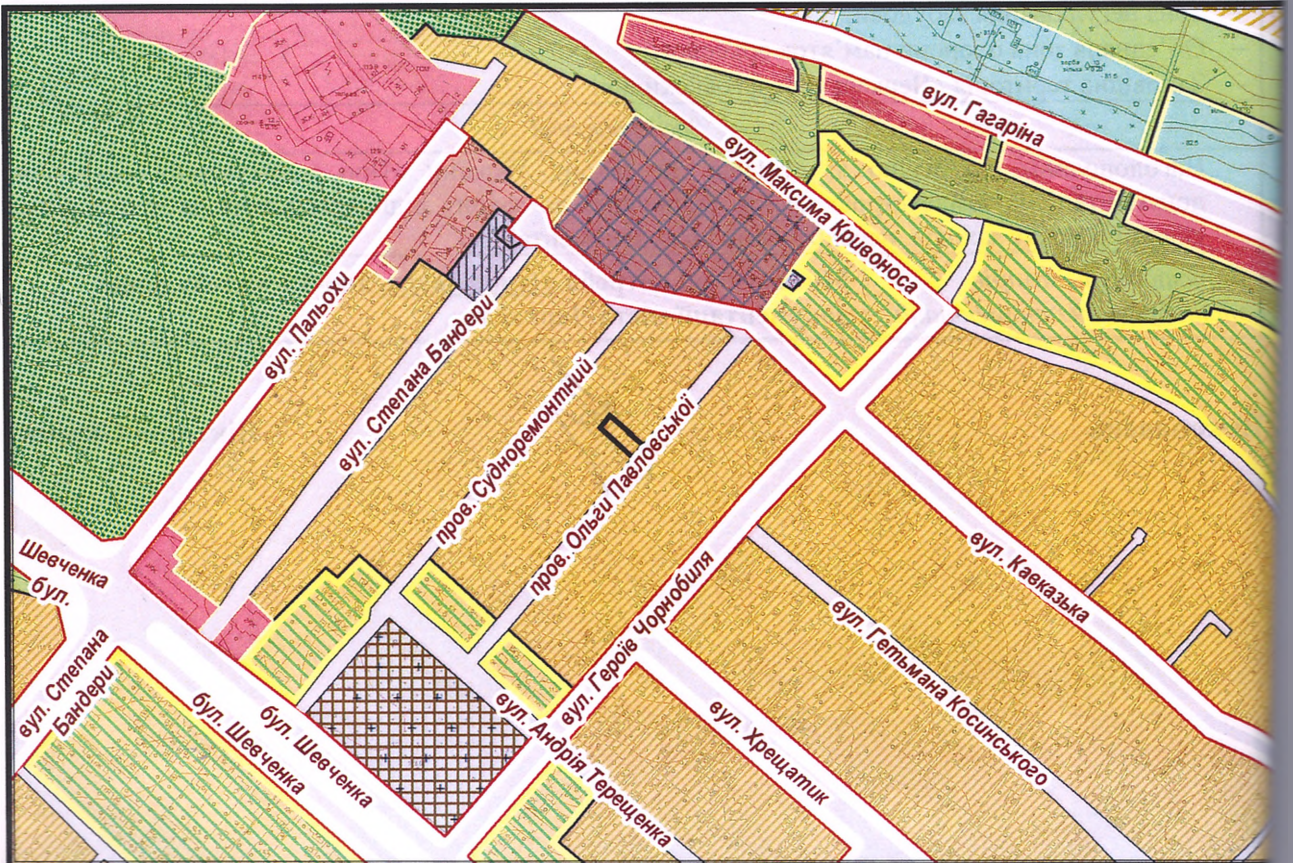 вул. Гагаріна
вул. Максима Кривоноса
вул. Пальохи
вул. Степана Бандери
пров. Судноремонтний
пров. Ольги Павловської
вул. Героїв Чорнобиля
вул. Кавказька
вул. Гетьмана Косинського
Шевченка
бул.
вул. Степана
Бандери
бул. Шевченка
бул. Шевченка
вул. Андрія Терещенка
вул. Хрещатик